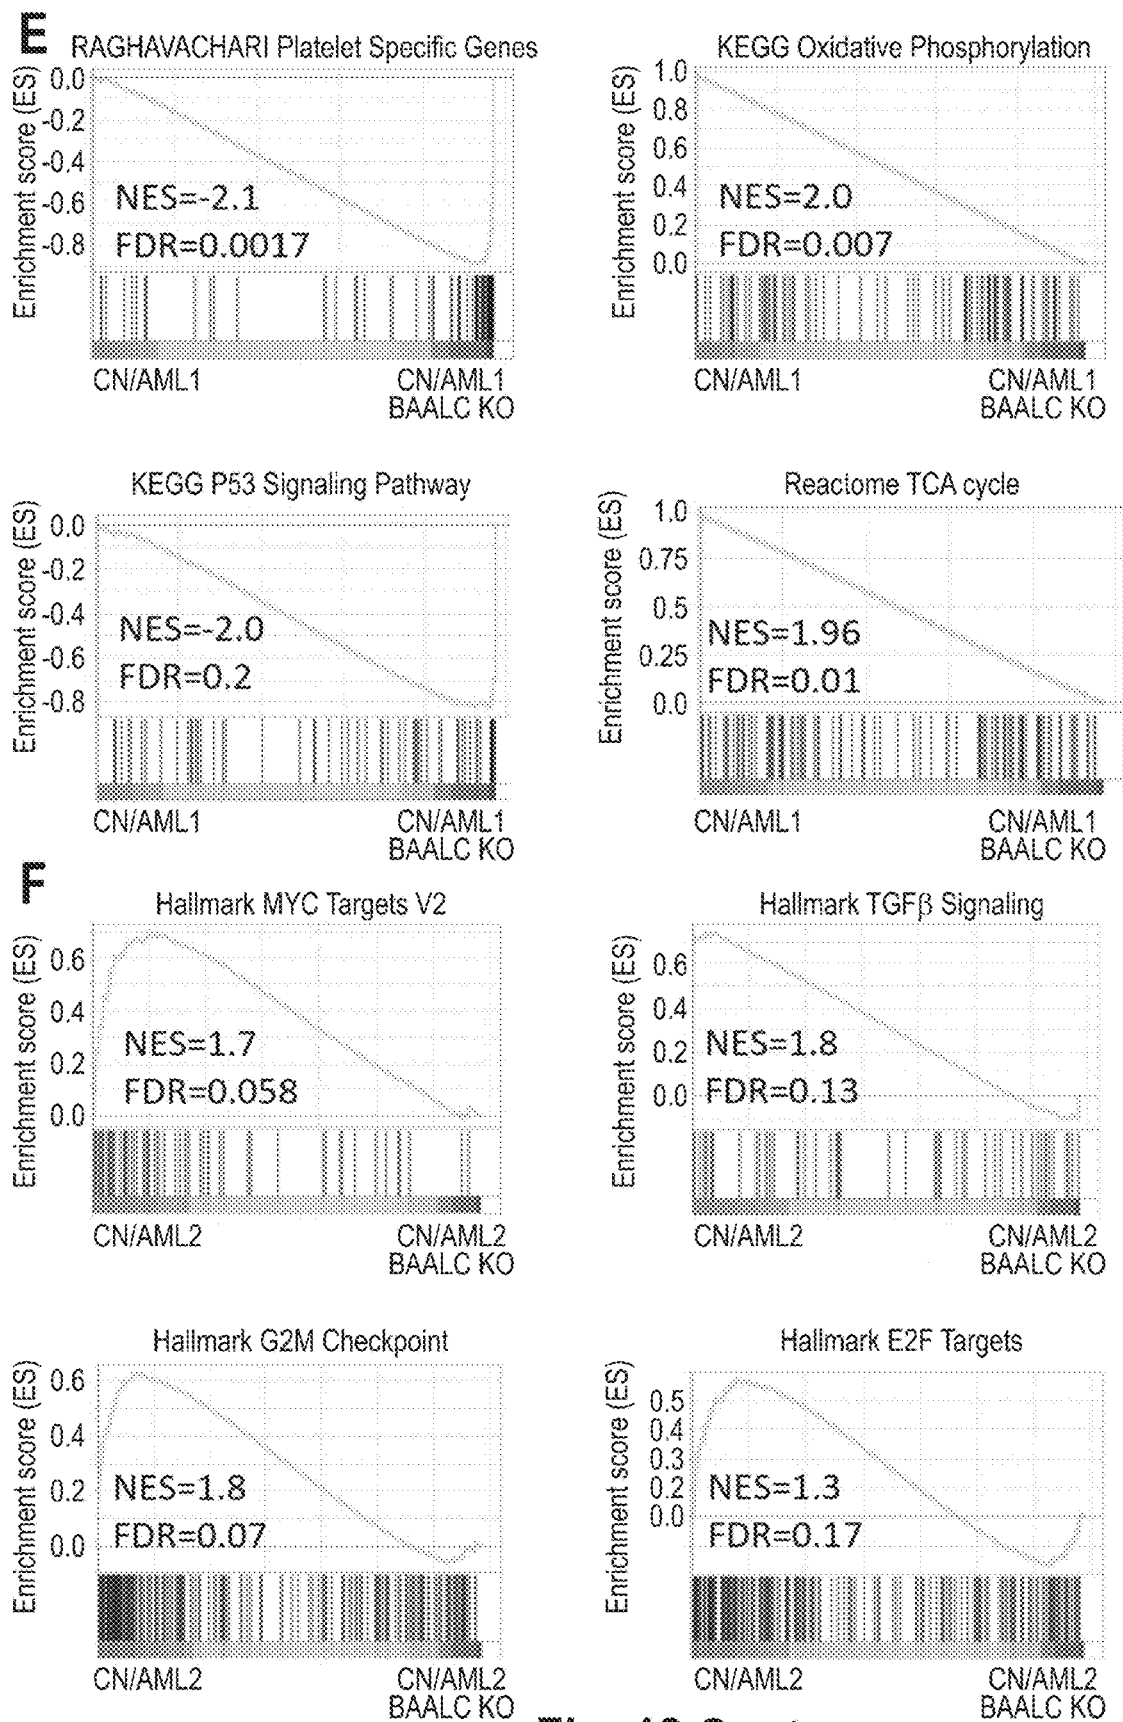 E
RAGHAVACHARI Platelet Specific Genes
Enrichment score (ES)
0.0
-0.2
-0.4
-0.6
-0.8
NES=-2.1
FDR=0.0017
CN/AML1
CN/AML1
BAALC KO
KEGG Oxidative Phosphorylation
Enrichment score (ES)
1.0
0.8
0.6
0.4
0.2
0.0
NES=2.0
FDR=0.007
CN/AML1
CN/AML1
BAALC KO
KEGG P53 Signaling Pathway
Enrichment score (ES)
0.0
-0.2
-0.4
-0.6
-0.8
NES=-2.0
FDR=0.2
CN/AML1
CN/AML1
BAALC KO
Reactome TCA cycle
Enrichment score (ES)
1.0
0.75
0.5
0.25
0.0
NES=1.96
FDR=0.01
CN/AML1
CN/AML1
BAALC KO
F
Hallmark MYC Targets V2
Enrichment score (ES)
0.6
0.4
0.2
0.0
NES=1.7
FDR=0.058
CN/AML2
CN/AML2
BAALC KO
Hallmark TGFβ Signaling
Enrichment score (ES)
0.6
0.4
0.2
0.0
NES=1.8
FDR=0.13
CN/AML2
CN/AML2
BAALC KO
Hallmark G2M Checkpoint
Enrichment score (ES)
0.6
0.4
0.2
0.0
NES=1.8
FDR=0.07
CN/AML2
CN/AML2
BAALC KO
Hallmark E2F Targets
Enrichment score (ES)
0.5
0.4
0.3
0.2
0.0
NES=1.3
FDR=0.17
CN/AML2
CN/AML2
BAALC KO